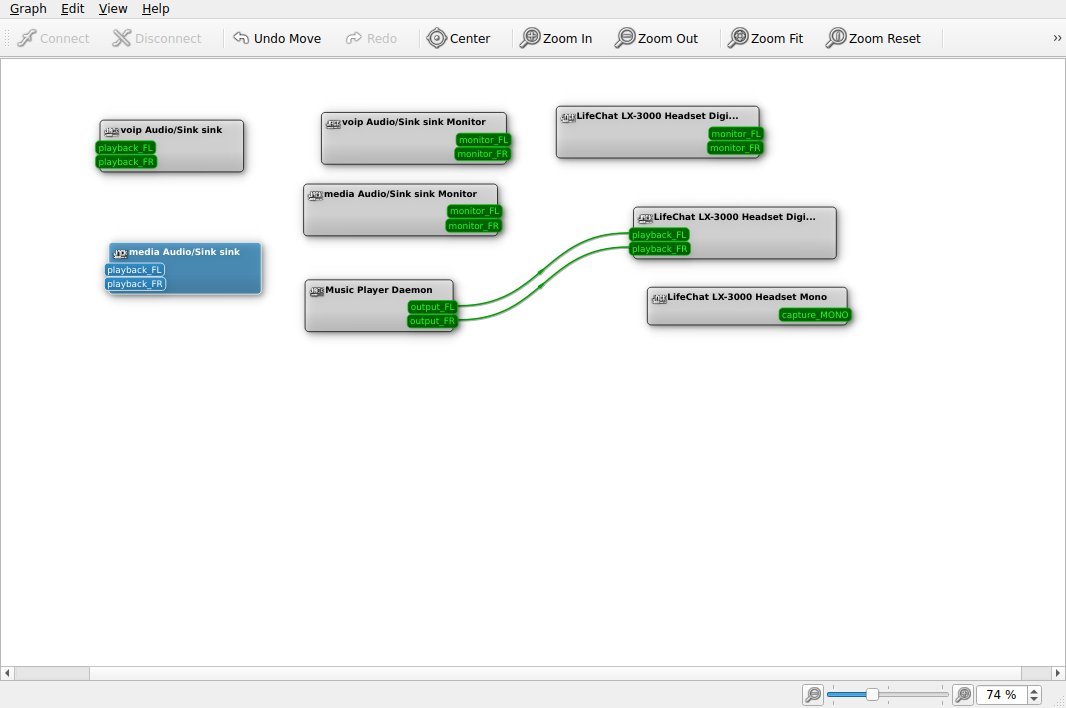 Graph Edit View Help
Connect Disconnect Undo Move Redo Center Zoom In Zoom Out Zoom Fit Zoom Reset »
voip Audio/Sink sink
playback_FL
playback_FR
voip Audio/Sink sink Monitor
monitor_FL
monitor_FR
LifeChat LX-3000 Headset Digi...
monitor_FL
monitor_FR
media Audio/Sink sink Monitor
monitor_FL
monitor_FR
LifeChat LX-3000 Headset Digi...
playback_FL
playback_FR
media Audio/Sink sink
playback_FL
playback_FR
Music Player Daemon
output_FL
output_FR
LifeChat LX-3000 Headset Mono
capture_MONO
74 %